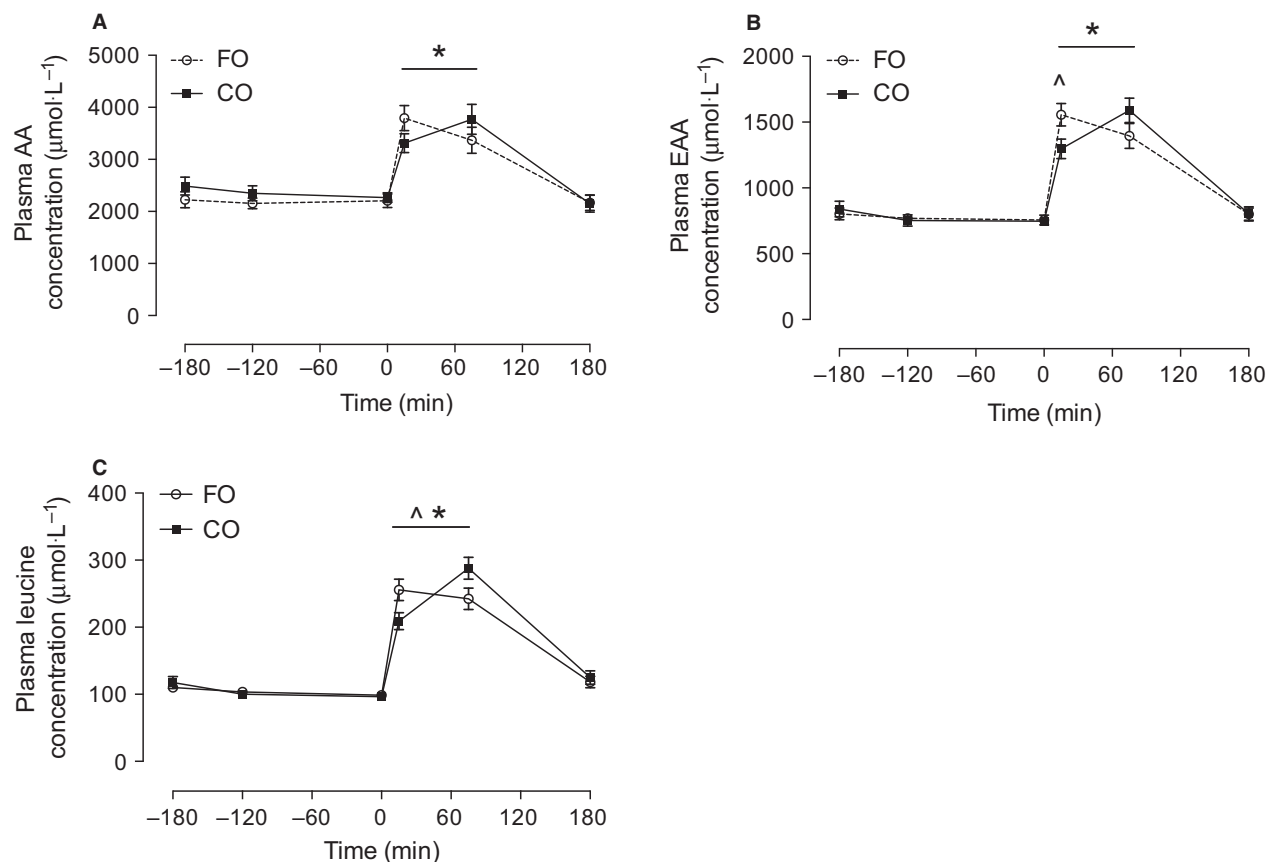 A
*
FO
CO
Plasma AA
concentration (μmol·L⁻¹)
5000
4000
3000
2000
1000
0
–180 –120 –60 0 60 120 180
Time (min)
B
*
^
FO
CO
Plasma EAA
concentration (μmol·L⁻¹)
2000
1500
1000
500
0
–180 –120 –60 0 60 120 180
Time (min)
C
^ *
FO
CO
Plasma leucine
concentration (μmol·L⁻¹)
400
300
200
100
0
–180 –120 –60 0 60 120 180
Time (min)